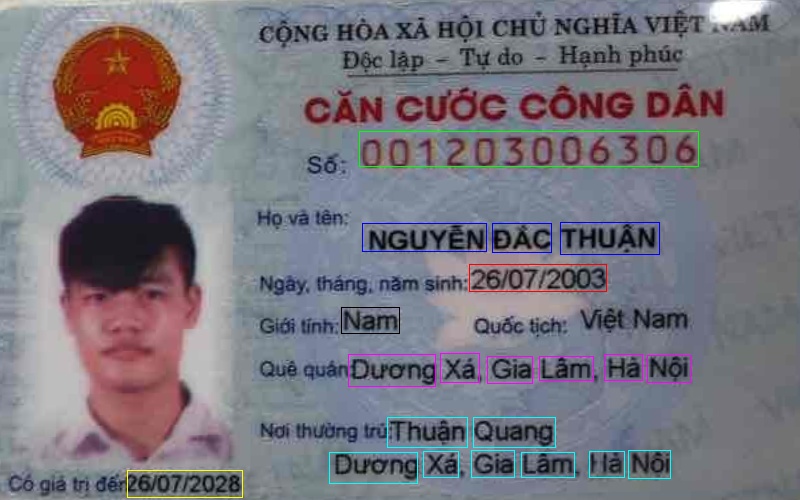 CỘNG HÒA XÃ HỘI CHỦ NGHĨA VIỆT NAM
Độc lập - Tự do - Hạnh phúc
CĂN CƯỚC CÔNG DÂN
Số: 001203006306
Họ và tên: NGUYỄN ĐẮC THUẬN
Ngày, tháng, năm sinh: 26/07/2003
Giới tính: Nam Quốc tịch: Việt Nam
Quê quán: Dương Xá, Gia Lâm, Hà Nội
Nơi thường trú: Thuận Quang
Dương Xá, Gia Lâm, Hà Nội
Có giá trị đến 26/07/2028